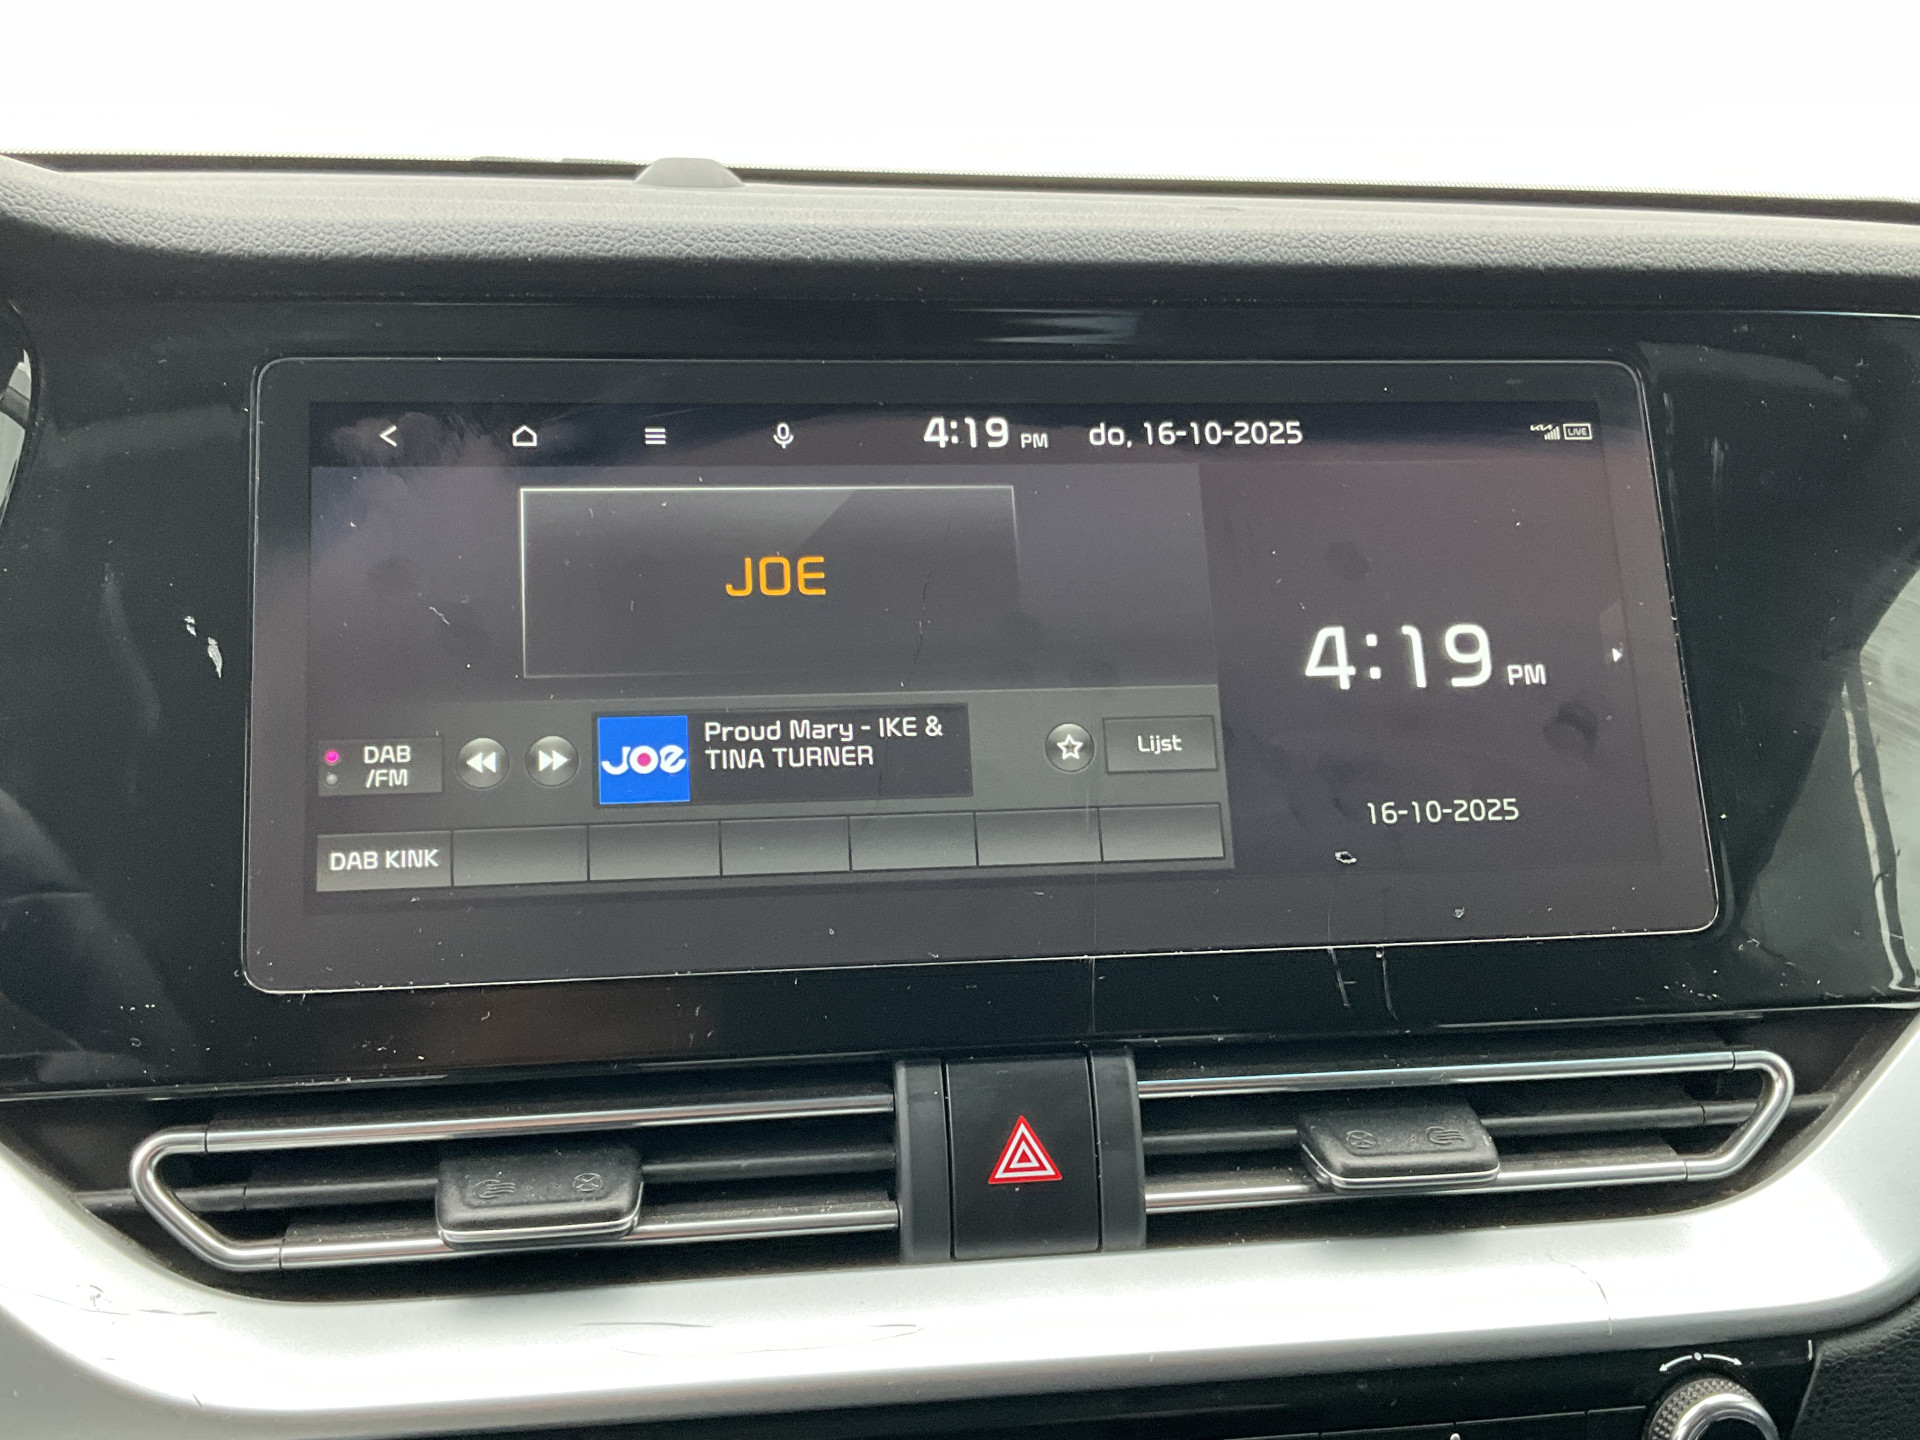 4:19 PM do, 16-10-2025
LIVE
JOE
4:19 PM
DAB
/FM
Joe
Proud Mary - IKE &
TINA TURNER
Lijst
16-10-2025
DAB KINK